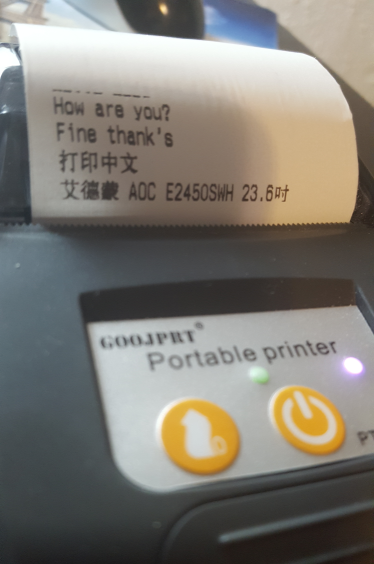 How are you?
Fine thank's
打印中文
艾德蒙 AOC E2450SWH 23.6吋
GOOJPRT®
Portable printer
PT